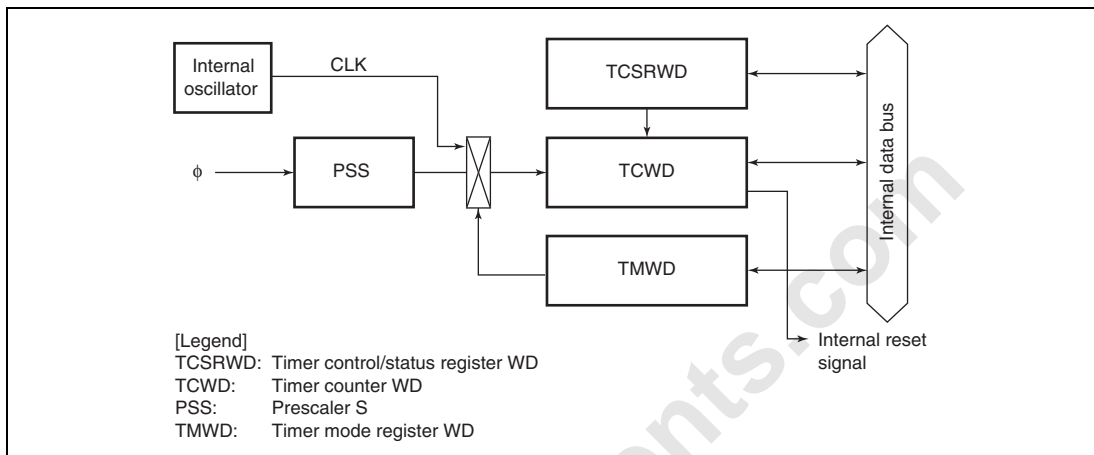 Internal
oscillator
CLK
TCSRWD
φ
PSS
TCWD
TMWD
Internal data bus
Internal reset
signal
[Legend]
TCSRWD: Timer control/status register WD
TCWD: Timer counter WD
PSS: Prescaler S
TMWD: Timer mode register WD